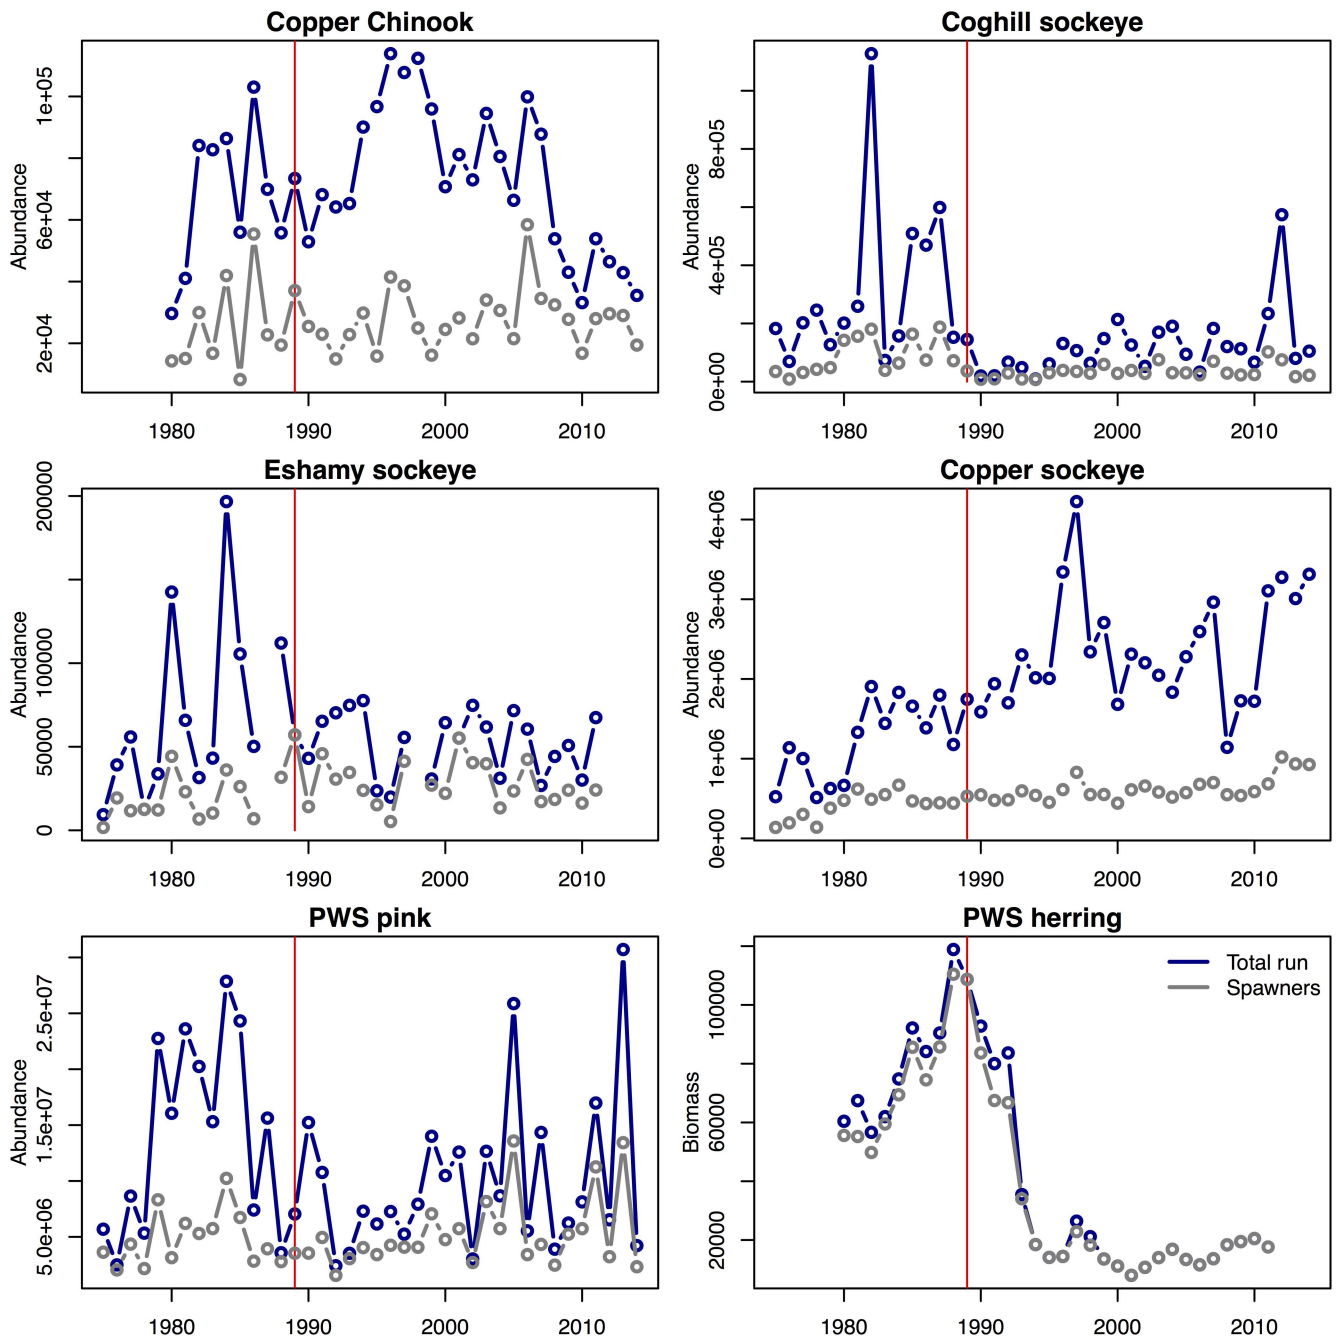 Copper Chinook
Abundance
1e+05
6e+04
2e+04
1980 1990 2000 2010
Coghill sockeye
Abundance
8e+05
4e+05
0e+00
1980 1990 2000 2010
Eshamy sockeye
Abundance
200000
100000
50000
0
1980 1990 2000 2010
Copper sockeye
Abundance
4e+06
3e+06
2e+06
1e+06
0e+00
1980 1990 2000 2010
PWS pink
Abundance
2.5e+07
1.5e+07
5.0e+06
1980 1990 2000 2010
PWS herring
Biomass
100000
60000
20000
Total run
Spawners
1980 1990 2000 2010